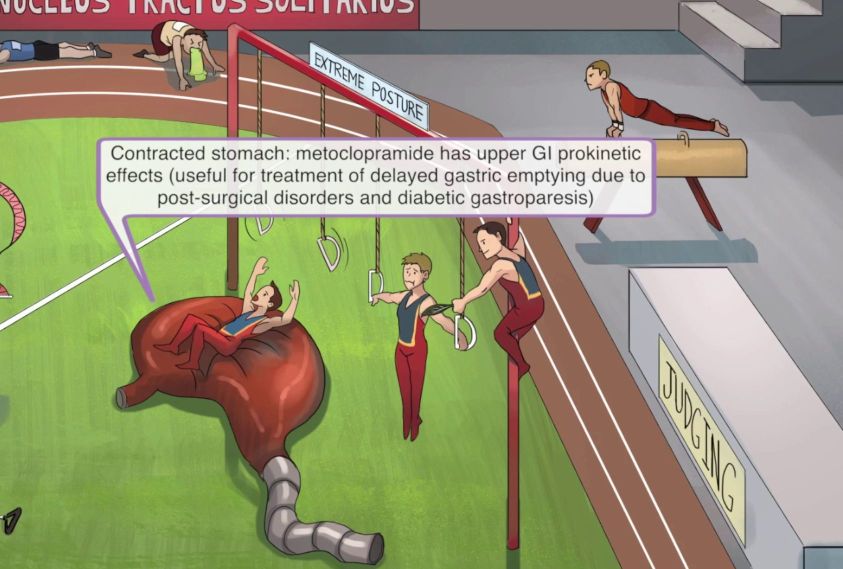 NUCLEUS TRACTUS SOLITARIUS
EXTREME POSTURE
Contracted stomach: metoclopramide has upper GI prokinetic
effects (useful for treatment of delayed gastric emptying due to
post-surgical disorders and diabetic gastroparesis)
JUDGING